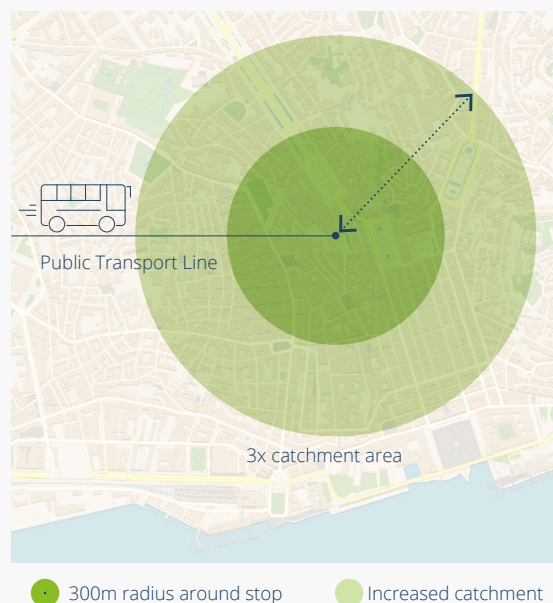 Public Transport Line
3x catchment area
300m radius around stop
Increased catchment